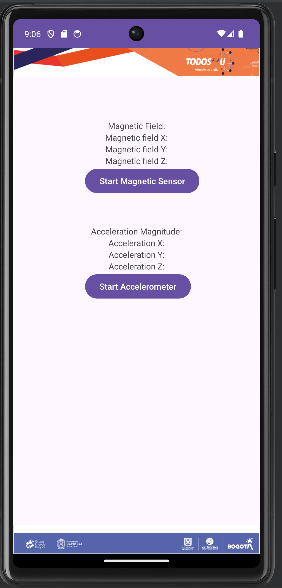 9:06
TODOS
Magnetic Field:
Magnetic field X:
Magnetic field Y:
Magnetic field Z:
Start Magnetic Sensor
Acceleration Magnitude:
Acceleration X:
Acceleration Y:
Acceleration Z:
Start Accelerometer
BOGOTÁ